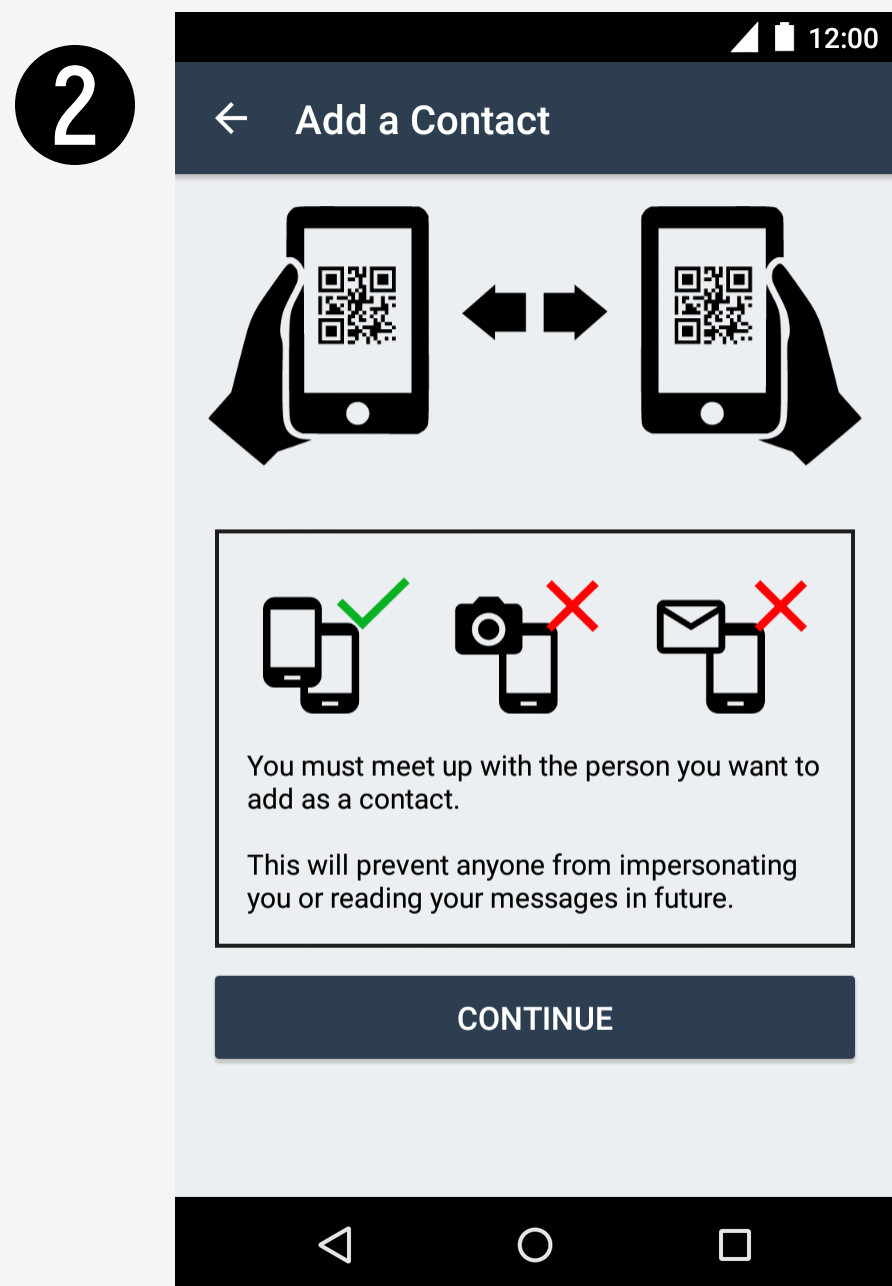 2
12:00
Add a Contact
You must meet up with the person you want to
add as a contact.
This will prevent anyone from impersonating
you or reading your messages in future.
CONTINUE